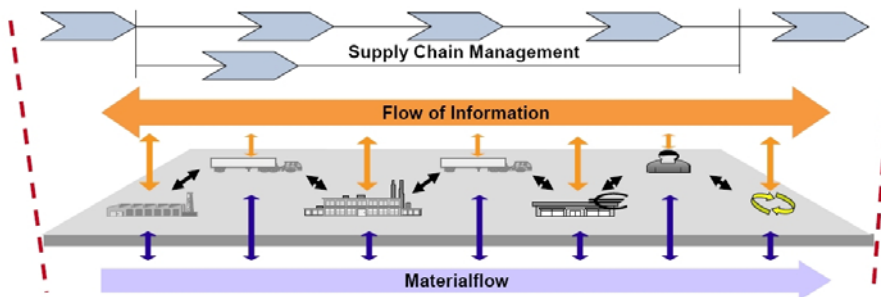 Supply Chain Management
Flow of Information
Materialflow